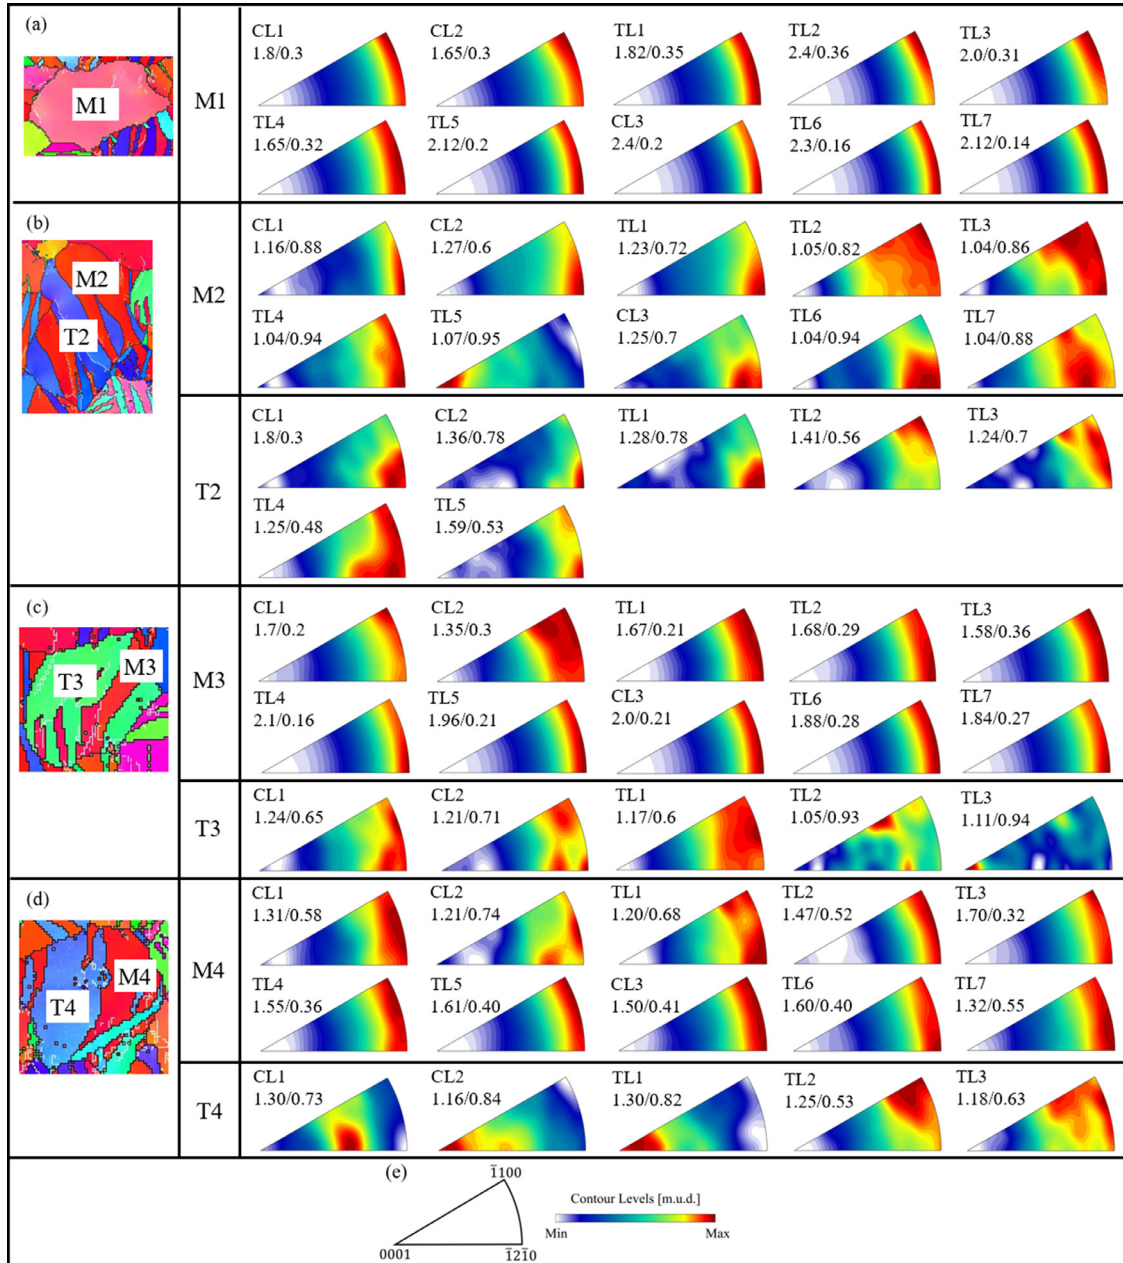 (a)
M1
M1
CL1
1.8/0.3
CL2
1.65/0.3
TL1
1.82/0.35
TL2
2.4/0.36
TL3
2.0/0.31
TL4
1.65/0.32
TL5
2.12/0.2
CL3
2.4/0.2
TL6
2.3/0.16
TL7
2.12/0.14
(b)
M2
T2
M2
CL1
1.16/0.88
CL2
1.27/0.6
TL1
1.23/0.72
TL2
1.05/0.82
TL3
1.04/0.86
TL4
1.04/0.94
TL5
1.07/0.95
CL3
1.25/0.7
TL6
1.04/0.94
TL7
1.04/0.88
T2
CL1
1.8/0.3
CL2
1.36/0.78
TL1
1.28/0.78
TL2
1.41/0.56
TL3
1.24/0.7
TL4
1.25/0.48
TL5
1.59/0.53
(c)
T3
M3
M3
CL1
1.7/0.2
CL2
1.35/0.3
TL1
1.67/0.21
TL2
1.68/0.29
TL3
1.58/0.36
TL4
2.1/0.16
TL5
1.96/0.21
CL3
2.0/0.21
TL6
1.88/0.28
TL7
1.84/0.27
T3
CL1
1.24/0.65
CL2
1.21/0.71
TL1
1.17/0.6
TL2
1.05/0.93
TL3
1.11/0.94
(d)
M4
T4
M4
CL1
1.31/0.58
CL2
1.21/0.74
TL1
1.20/0.68
TL2
1.47/0.52
TL3
1.70/0.32
TL4
1.55/0.36
TL5
1.61/0.40
CL3
1.50/0.41
TL6
1.60/0.40
TL7
1.32/0.55
T4
CL1
1.30/0.73
CL2
1.16/0.84
TL1
1.30/0.82
TL2
1.25/0.53
TL3
1.18/0.63
(e)
1̅100
0001
1̅21̅0
Contour Levels [m.u.d.]
Min
Max